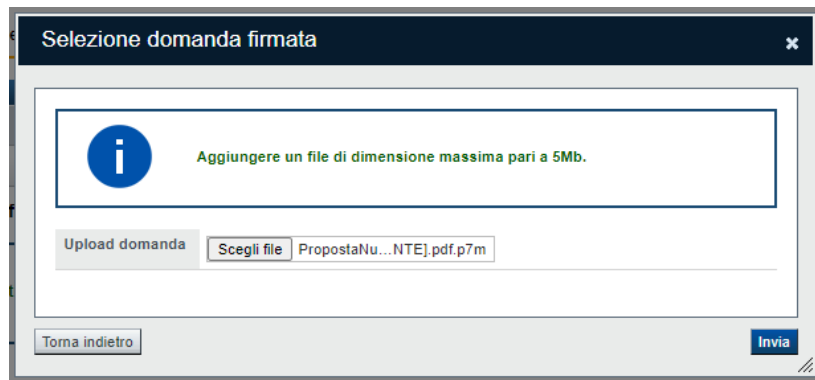 Selezione domanda firmata
Aggiungere un file di dimensione massima pari a 5Mb.
Upload domanda
Scegli file PropostaNu...NTE].pdf.p7m
Torna indietro
Invia